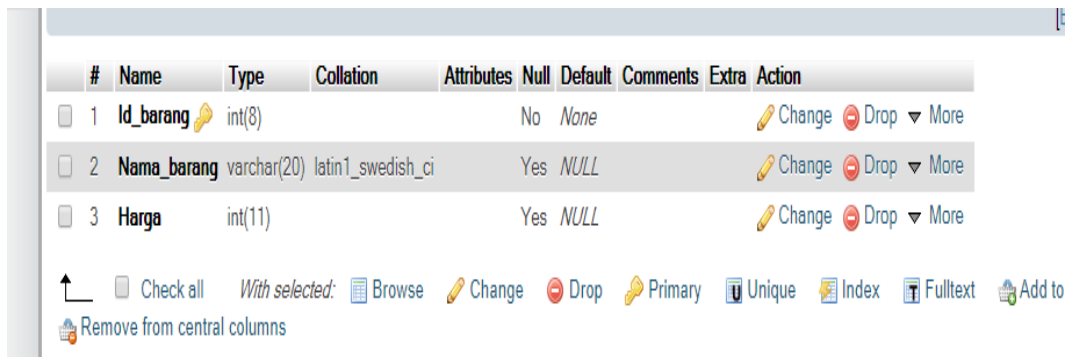 # Name Type Collation Attributes Null Default Comments Extra Action
1 Id_barang int(8) No None Change Drop More
2 Nama_barang varchar(20) latin1_swedish_ci Yes NULL Change Drop More
3 Harga int(11) Yes NULL Change Drop More
Check all With selected: Browse Change Drop Primary Unique Index Fulltext Add to
Remove from central columns